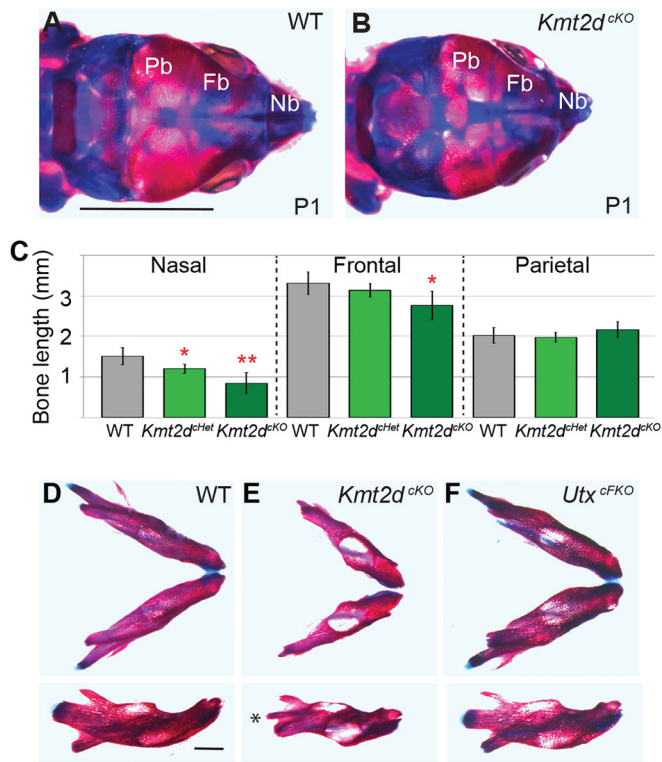 A WT
Pb
Fb
Nb
P1
B Kmt2d cKO
Pb
Fb
Nb
P1
C
Bone length (mm)
3
2
1
Nasal
Frontal
Parietal
*
**
*
WT Kmt2d cHet Kmt2d cKO
WT Kmt2d cHet Kmt2d cKO
WT Kmt2d cHet Kmt2d cKO
D WT
E Kmt2d cKO
F Utx cFKO
*